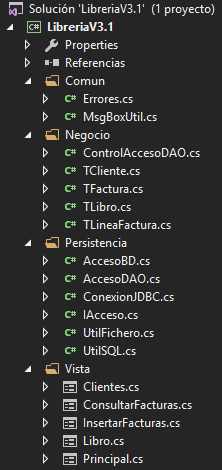 Solución 'LibreriaV3.1' (1 proyecto)
C# LibreriaV3.1
Properties
Referencias
Comun
C# Errores.cs
C# MsgBoxUtil.cs
Negocio
C# ControlAccesoDAO.cs
C# TCliente.cs
C# TFactura.cs
C# TLibro.cs
C# TLineaFactura.cs
Persistencia
C# AccesoBD.cs
C# AccesoDAO.cs
C# ConexionJDBC.cs
C# IAcceso.cs
C# UtilFichero.cs
C# UtilSQL.cs
Vista
Clientes.cs
ConsultarFacturas.cs
InsertarFacturas.cs
Libro.cs
Principal.cs